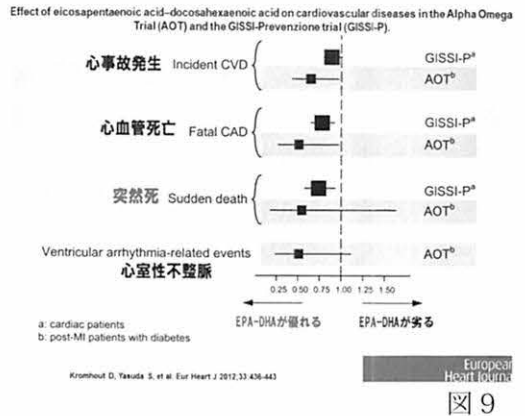 Effect of eicosapentaenoic acid–docosahexaenoic acid on cardiovascular diseases in the Alpha Omega
Trial (AOT) and the GISSI-Prevenzione trial (GISSI-P).
心事故発生 Incident CVD
GISSI-Pᵃ
AOTᵇ
心血管死亡 Fatal CAD
GISSI-Pᵃ
AOTᵇ
突然死 Sudden death
GISSI-Pᵃ
AOTᵇ
Ventricular arrhythmia-related events
心室性不整脈
AOTᵇ
0.25 0.50 0.75 1.00 1.25 1.50
EPA-DHAが優れる EPA-DHAが劣る
a: cardiac patients
b: post-MI patients with diabetes
Kromhout D, Yasuda S, et al. Eur Heart J 2012;33:436-443
European
Heart Journa
図 9